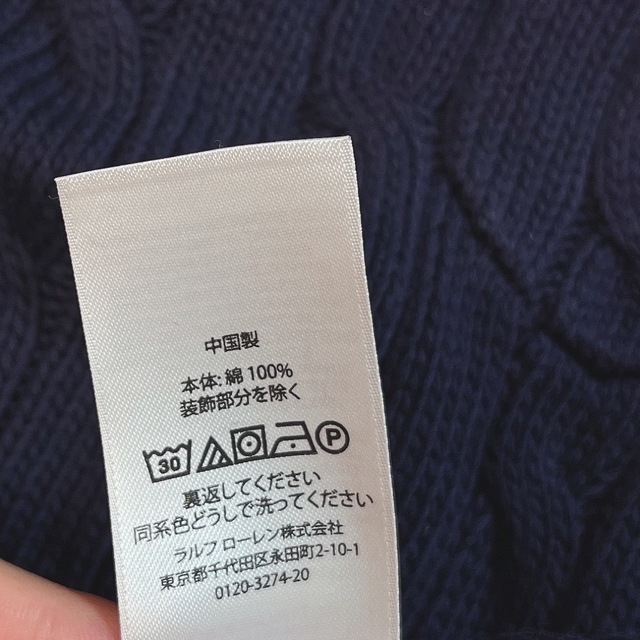 中国製
本体: 綿 100%
装飾部分を除く
30 P
裏返してください
同系色どうしで洗ってください
ラルフ ローレン株式会社
東京都千代田区永田町2-10-1
0120-3274-20